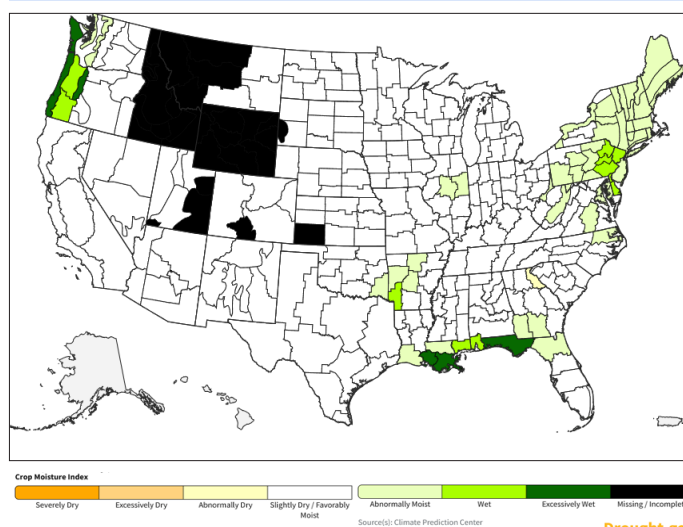 Crop Moisture Index
Severely Dry
Excessively Dry
Abnormally Dry
Slightly Dry / Favorably
Moist
Abnormally Moist
Wet
Excessively Wet
Missing / Incomplet
Source(s): Climate Prediction Center